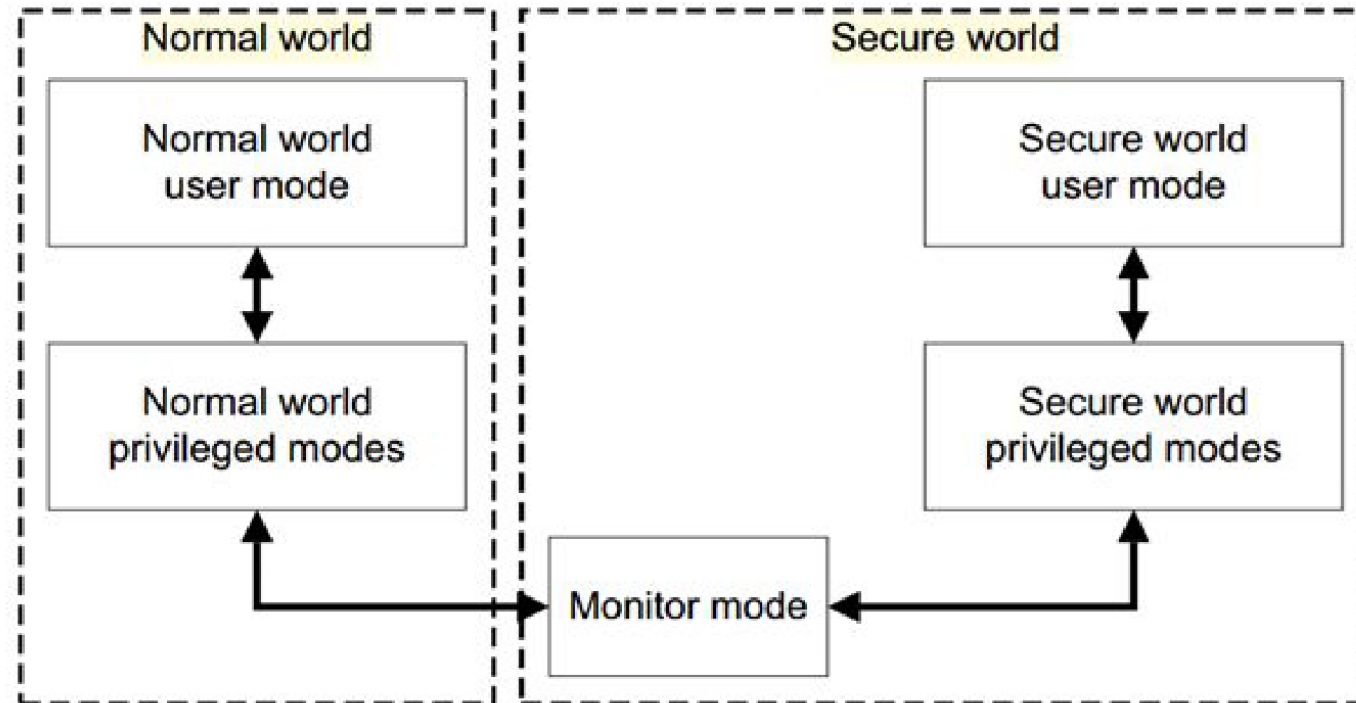 Normal world
Secure world
Normal world
user mode
Secure world
user mode
Normal world
privileged modes
Secure world
privileged modes
Monitor mode